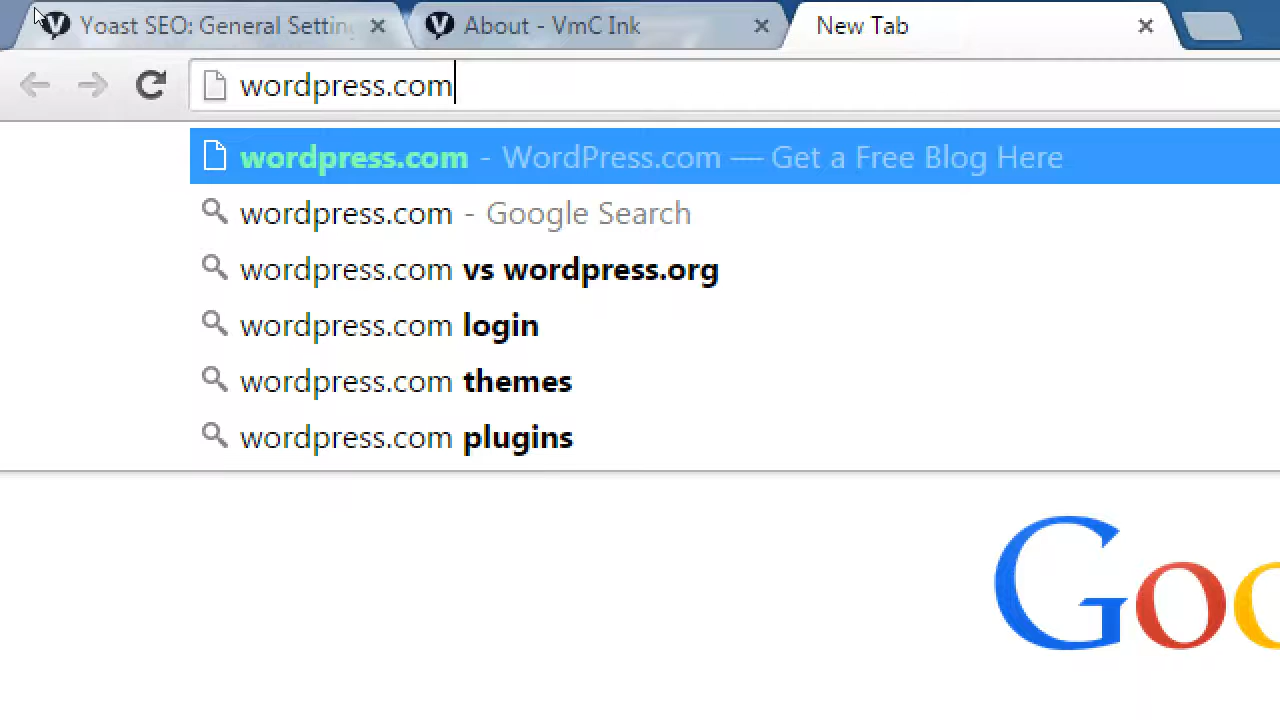 Yoast SEO: General Settin
About - VmC Ink
New Tab
wordpress.com
wordpress.com - WordPress.com — Get a Free Blog Here
wordpress.com - Google Search
wordpress.com vs wordpress.org
wordpress.com login
wordpress.com themes
wordpress.com plugins
Goo